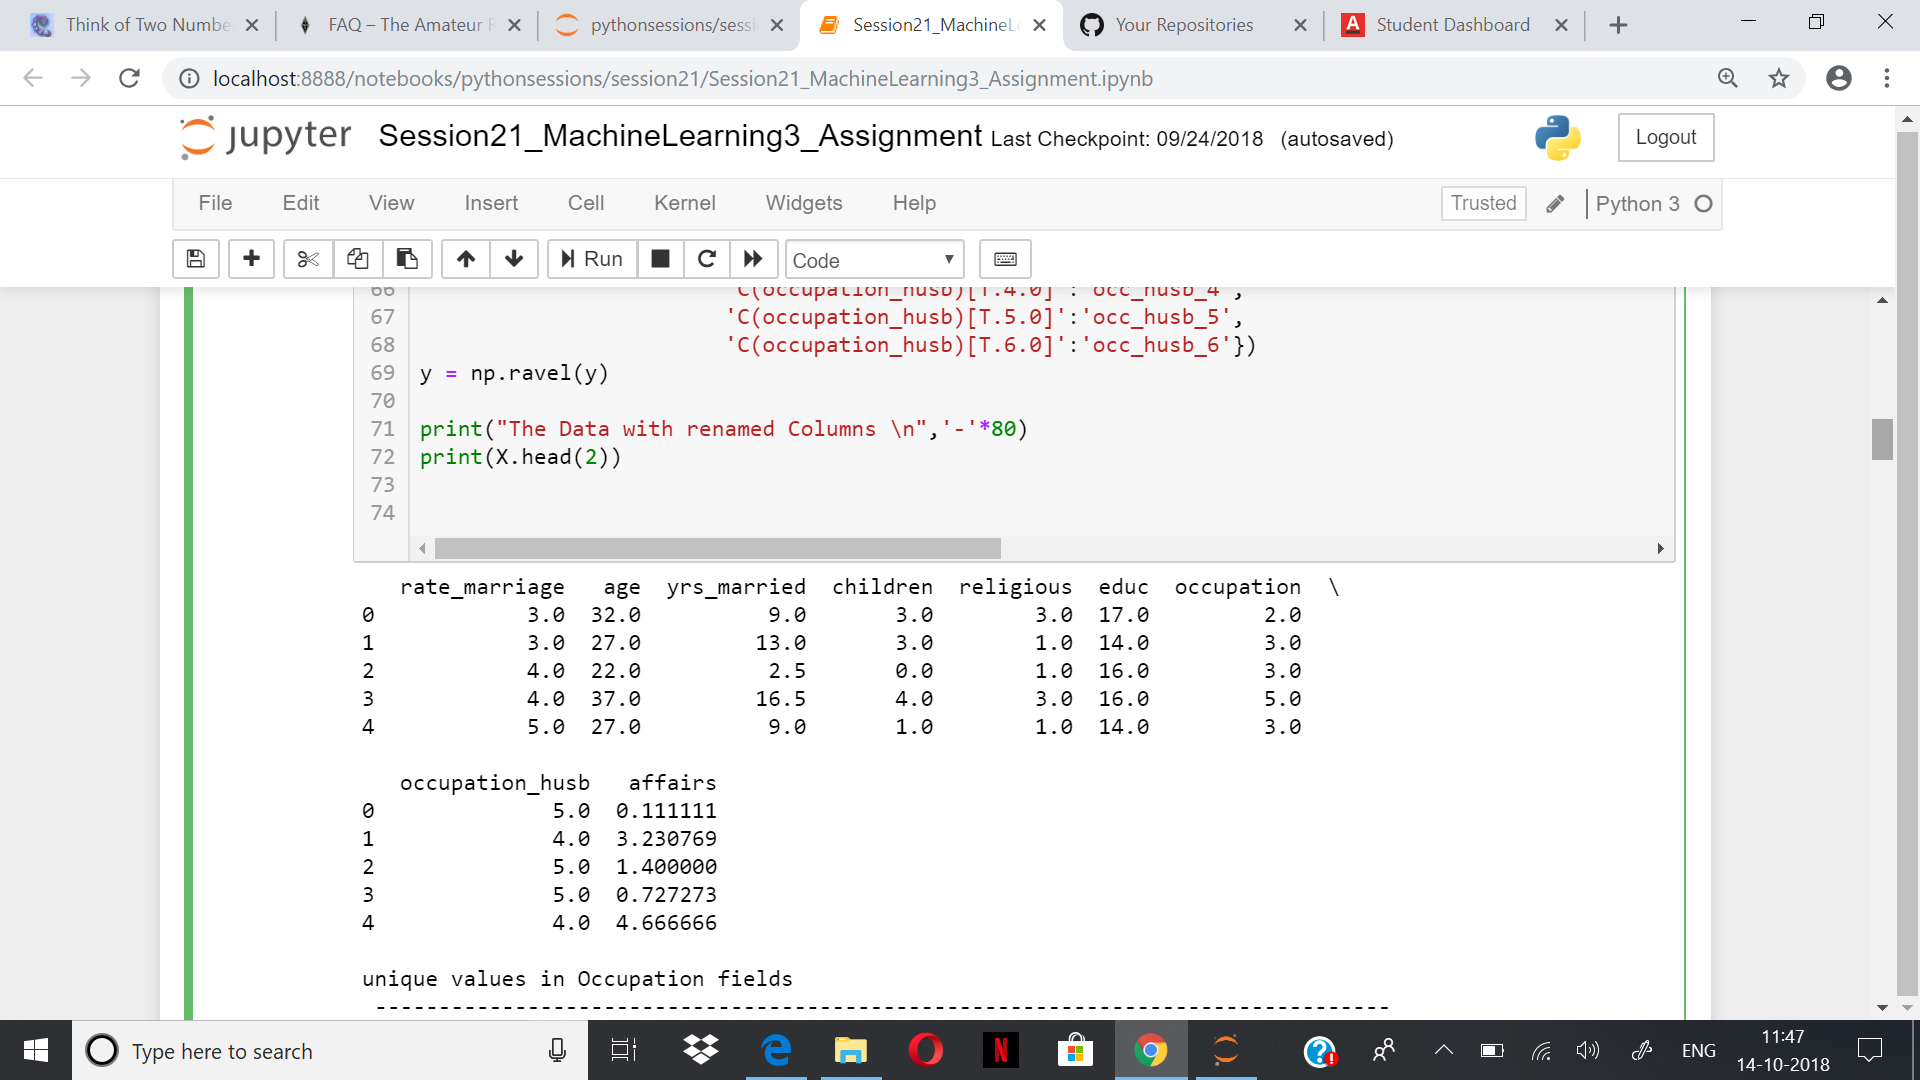 Think of Two Numbe
FAQ – The Amateur R
pythonsessions/sessi
Session21_MachineLe
Your Repositories
A Student Dashboard
localhost:8888/notebooks/pythonsessions/session21/Session21_MachineLearning3_Assignment.ipynb
jupyter Session21_MachineLearning3_Assignment Last Checkpoint: 09/24/2018 (autosaved)
Logout
File Edit View Insert Cell Kernel Widgets Help
Trusted Python 3
Run Code
66 'C(occupation_husb)[T.4.0]':'occ_husb_4',
67 'C(occupation_husb)[T.5.0]':'occ_husb_5',
68 'C(occupation_husb)[T.6.0]':'occ_husb_6'})
69 y = np.ravel(y)
70
71 print("The Data with renamed Columns \n",'-'*80)
72 print(X.head(2))
73
74
rate_marriage age yrs_married children religious educ occupation \
0 3.0 32.0 9.0 3.0 3.0 17.0 2.0
1 3.0 27.0 13.0 3.0 1.0 14.0 3.0
2 4.0 22.0 2.5 0.0 1.0 16.0 3.0
3 4.0 37.0 16.5 4.0 3.0 16.0 5.0
4 5.0 27.0 9.0 1.0 1.0 14.0 3.0
occupation_husb affairs
0 5.0 0.111111
1 4.0 3.230769
2 5.0 1.400000
3 5.0 0.727273
4 4.0 4.666666
unique values in Occupation fields
--------------------------------------------------------------------------------
Type here to search
N
ENG
11:47
14-10-2018